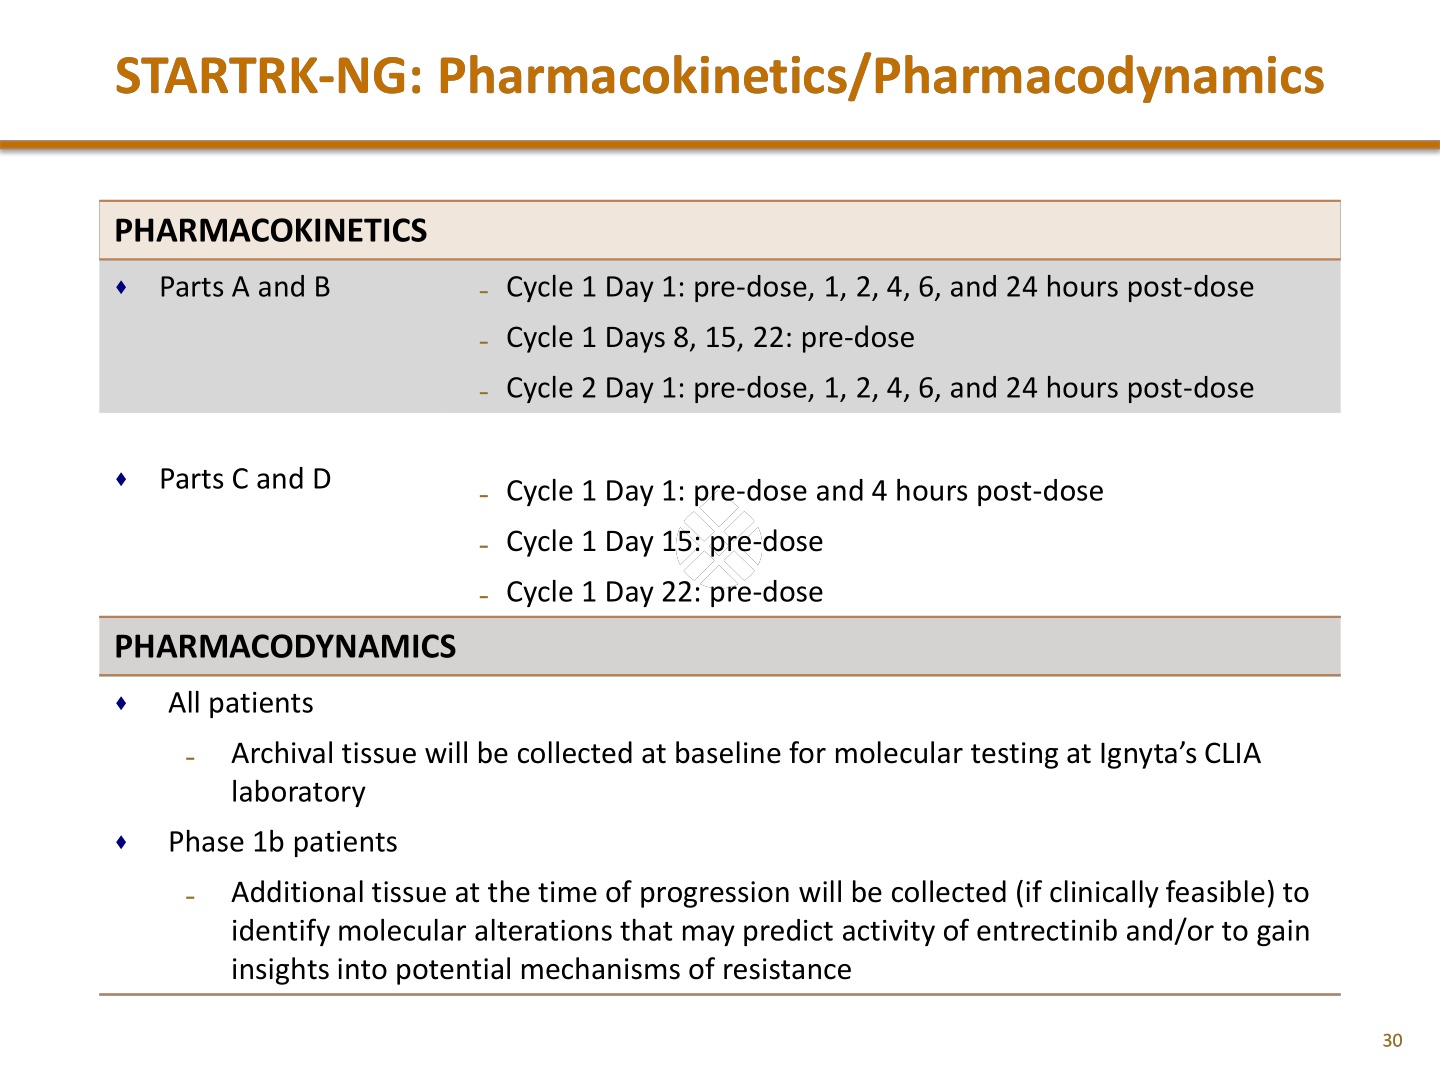 STARTRK-NG: Pharmacokinetics/Pharmacodynamics
PHARMACOKINETICS
♦ Parts A and B
- Cycle 1 Day 1: pre-dose, 1, 2, 4, 6, and 24 hours post-dose
- Cycle 1 Days 8, 15, 22: pre-dose
- Cycle 2 Day 1: pre-dose, 1, 2, 4, 6, and 24 hours post-dose
♦ Parts C and D
- Cycle 1 Day 1: pre-dose and 4 hours post-dose
- Cycle 1 Day 15: pre-dose
- Cycle 1 Day 22: pre-dose
PHARMACODYNAMICS
♦ All patients
- Archival tissue will be collected at baseline for molecular testing at Ignyta’s CLIA
laboratory
♦ Phase 1b patients
- Additional tissue at the time of progression will be collected (if clinically feasible) to
identify molecular alterations that may predict activity of entrectinib and/or to gain
insights into potential mechanisms of resistance
30